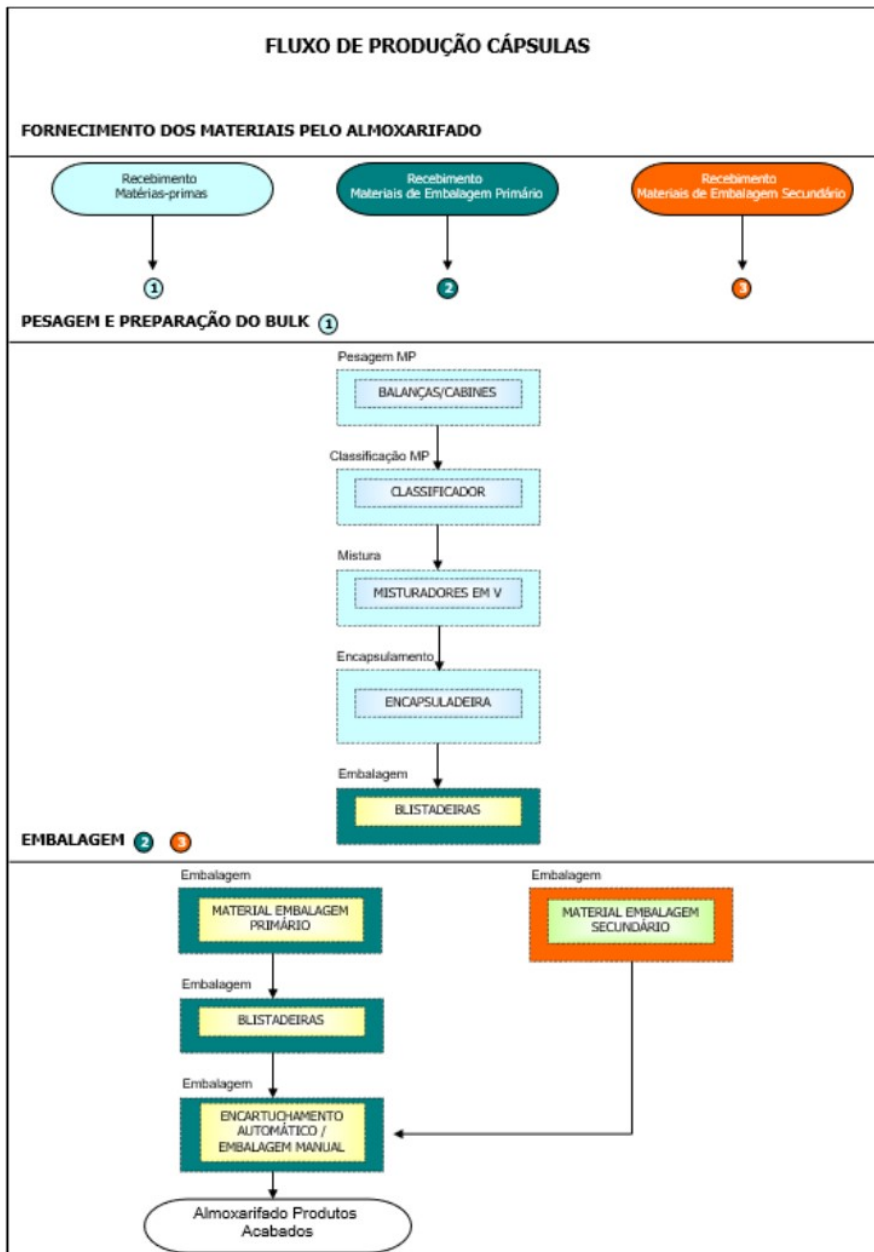 FLUXO DE PRODUÇÃO CÁPSULAS
FORNECIMENTO DOS MATERIAIS PELO ALMOXARIFADO
Recebimento
Matérias-primas
Recebimento
Materiais de Embalagem Primário
Recebimento
Materiais de Embalagem Secundário
1
2
3
PESAGEM E PREPARAÇÃO DO BULK 1
Pesagem MP
BALANÇAS/CABINES
Classificação MP
CLASSIFICADOR
Mistura
MISTURADORES EM V
Encapsulamento
ENCAPSULADEIRA
Embalagem
BLISTADEIRAS
EMBALAGEM 2 3
Embalagem
MATERIAL EMBALAGEM
PRIMÁRIO
Embalagem
MATERIAL EMBALAGEM
SECUNDÁRIO
Embalagem
BLISTADEIRAS
Embalagem
ENCARTUCHAMENTO
AUTOMÁTICO /
EMBALAGEM MANUAL
Almoxarifado Produtos
Acabados